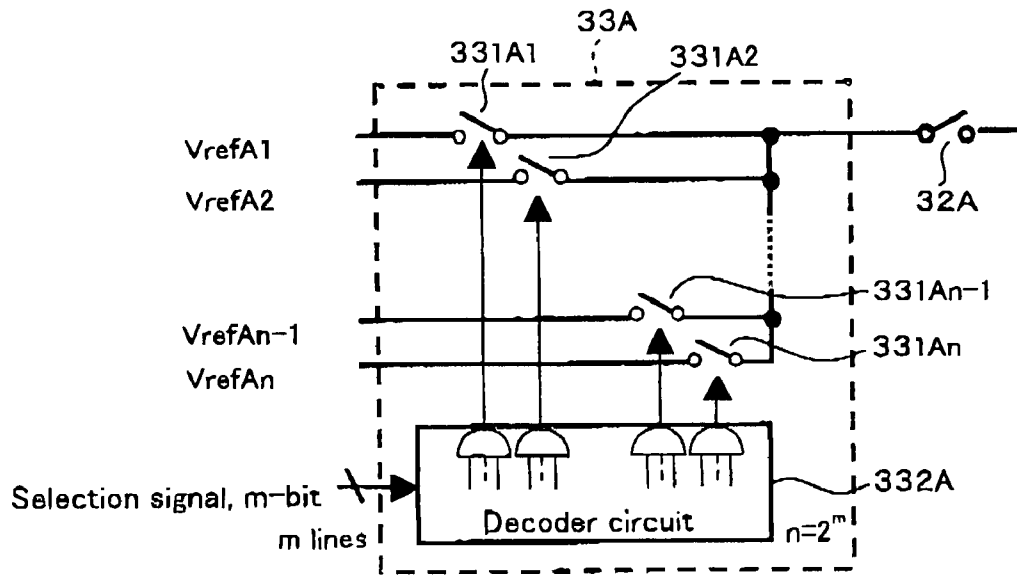 33A
331A1
331A2
VrefA1
VrefA2
32A
331An-1
VrefAn-1
331An
VrefAn
332A
Selection signal, m-bit
m lines
Decoder circuit
n=2^m